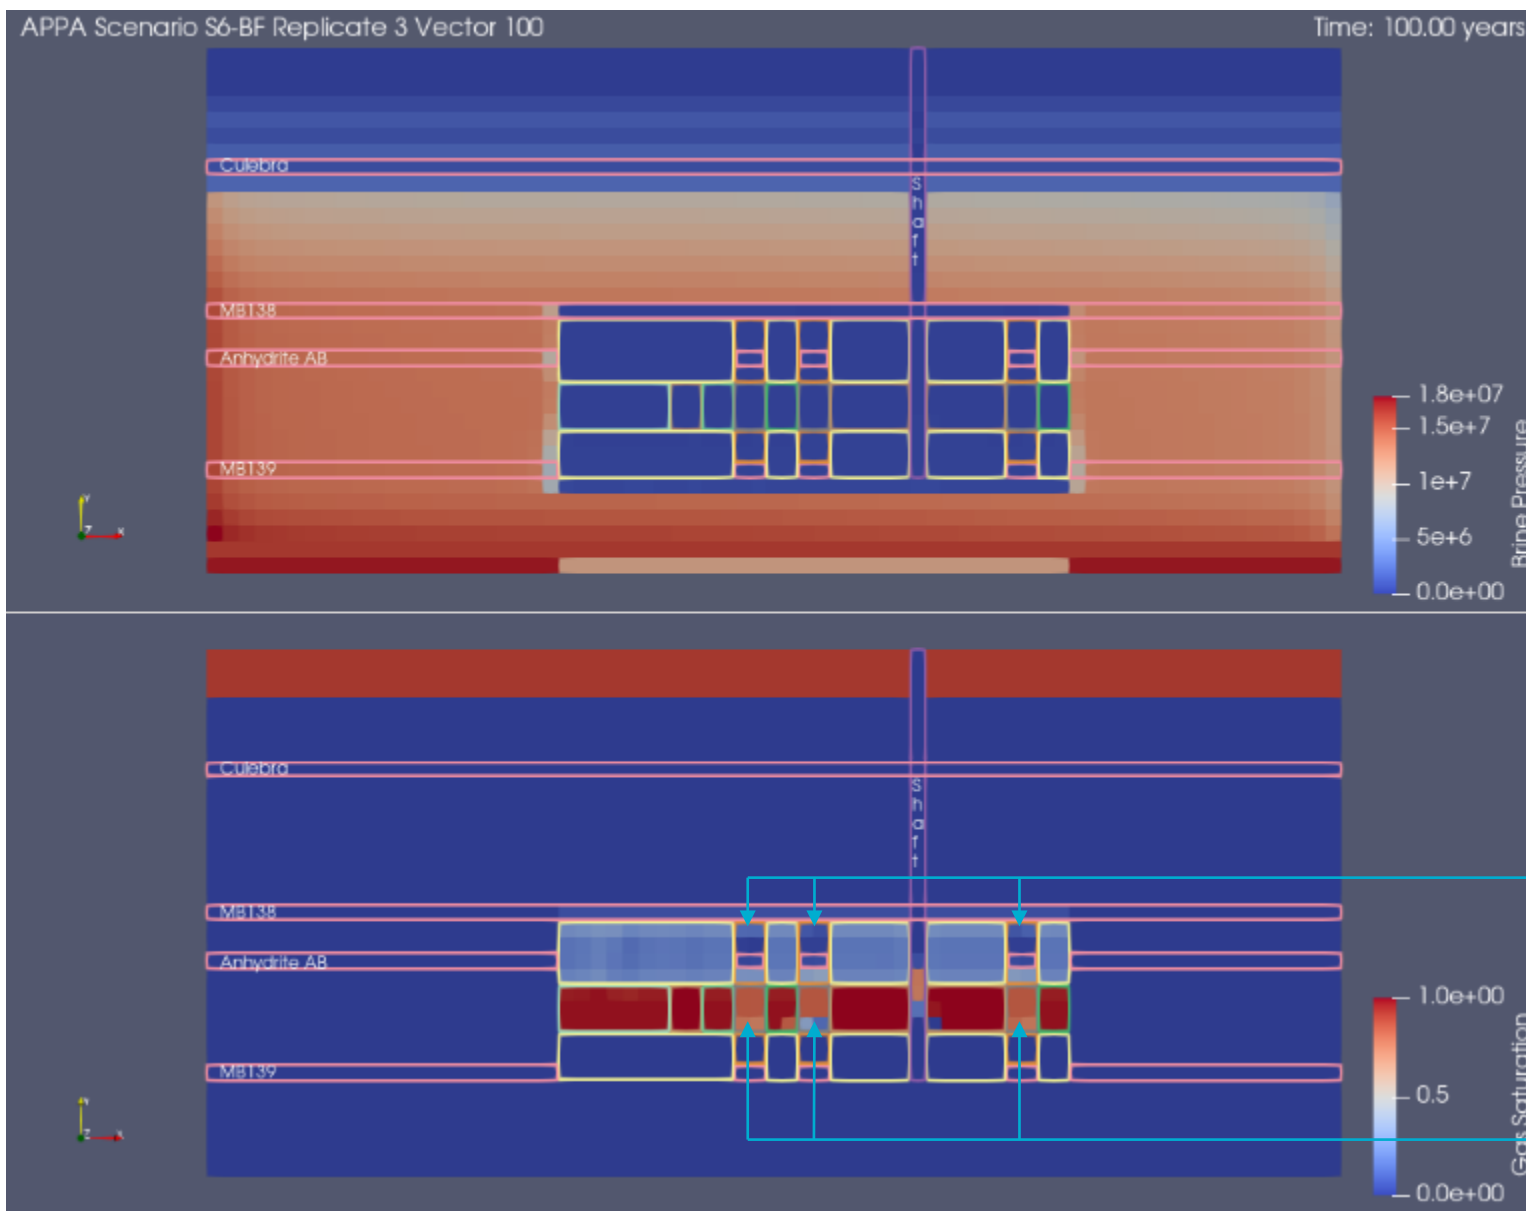 APPA Scenario S6-BF Replicate 3 Vector 100
Time: 100.00 years
Culebra
Shaft
MB138
Anhydrite AB
MB139
Y
Z
X
1.8e+07
1.5e+7
1e+7
5e+6
0.0e+00
Brine Pressure
Culebra
Shaft
MB138
Anhydrite AB
MB139
Y
Z
X
1.0e+00
0.5
0.0e+00
Gas Saturation